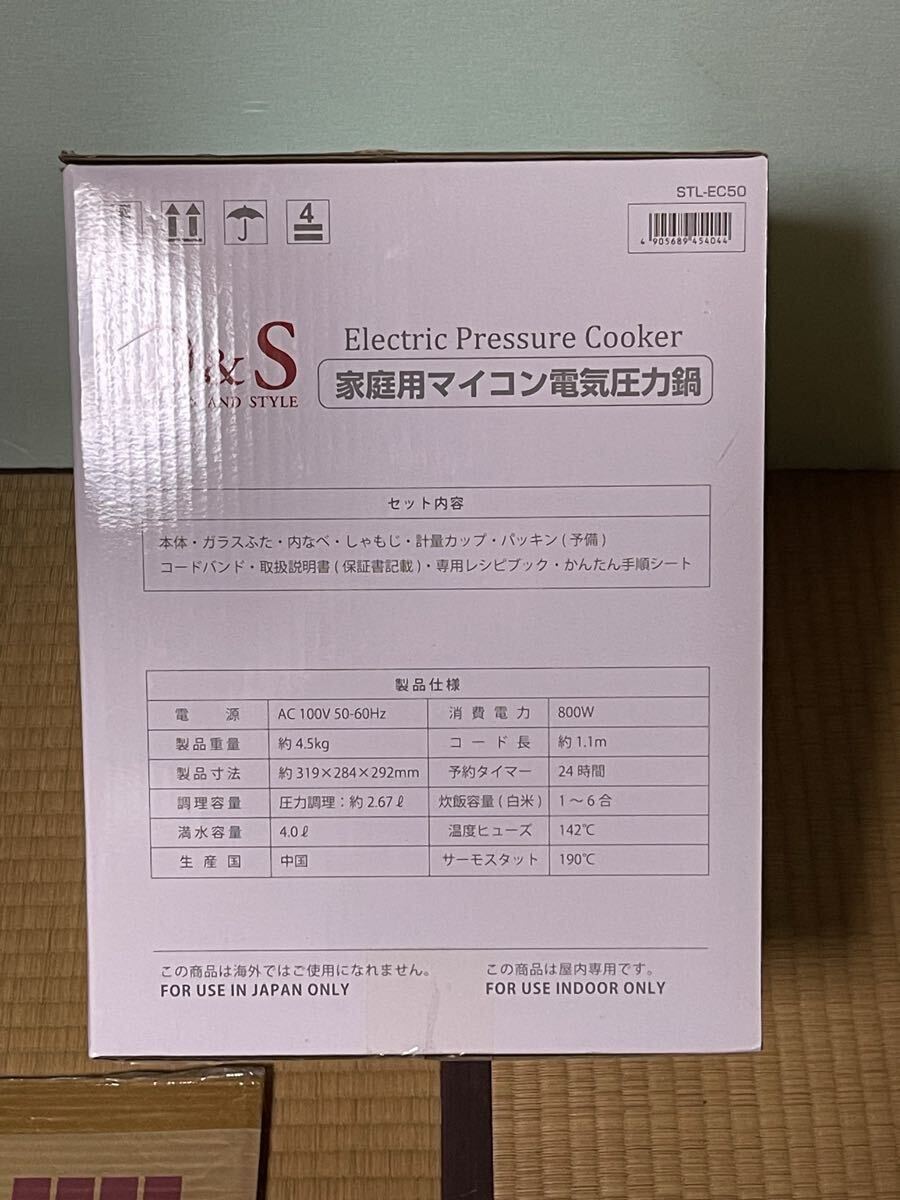 STL-EC50
4
4 905689 454044
& S
AND STYLE
Electric Pressure Cooker
家庭用マイコン電気圧力鍋
セット内容
本体・ガラスふた・内なべ・しゃもじ・計量カップ・パッキン(予備)
コードバンド・取扱説明書(保証書記載)・専用レシピブック・かんたん手順シート
製品仕様
電源 AC 100V 50-60Hz 消費電力 800W
製品重量 約4.5kg コード長 約1.1m
製品寸法 約319×284×292mm 予約タイマー 24時間
調理容量 圧力調理：約2.67ℓ 炊飯容量(白米) 1～6合
満水容量 4.0ℓ 温度ヒューズ 142℃
生産国 中国 サーモスタット 190℃
この商品は海外ではご使用になれません。
FOR USE IN JAPAN ONLY
この商品は屋内専用です。
FOR USE INDOOR ONLY